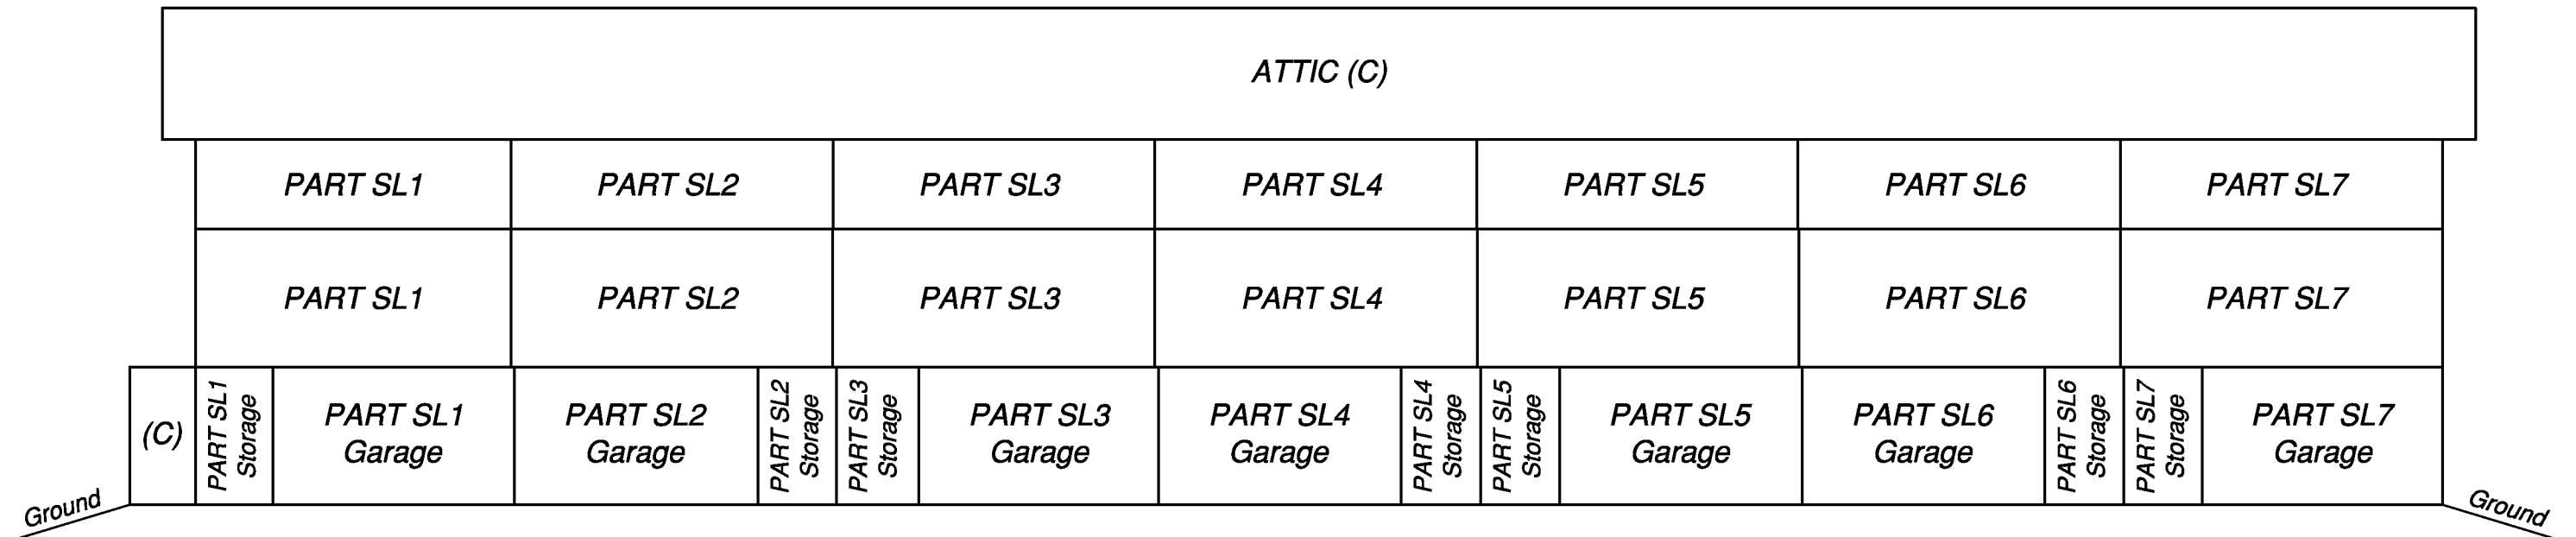 ATTIC (C)
PART SL1
PART SL2
PART SL3
PART SL4
PART SL5
PART SL6
PART SL7
PART SL1
PART SL2
PART SL3
PART SL4
PART SL5
PART SL6
PART SL7
(C)
PART SL1
Storage
PART SL1
Garage
PART SL2
Garage
PART SL2
Storage
PART SL3
Storage
PART SL3
Garage
PART SL4
Garage
PART SL4
Storage
PART SL5
Storage
PART SL5
Garage
PART SL6
Garage
PART SL6
Storage
PART SL7
Storage
PART SL7
Garage
Ground
Ground